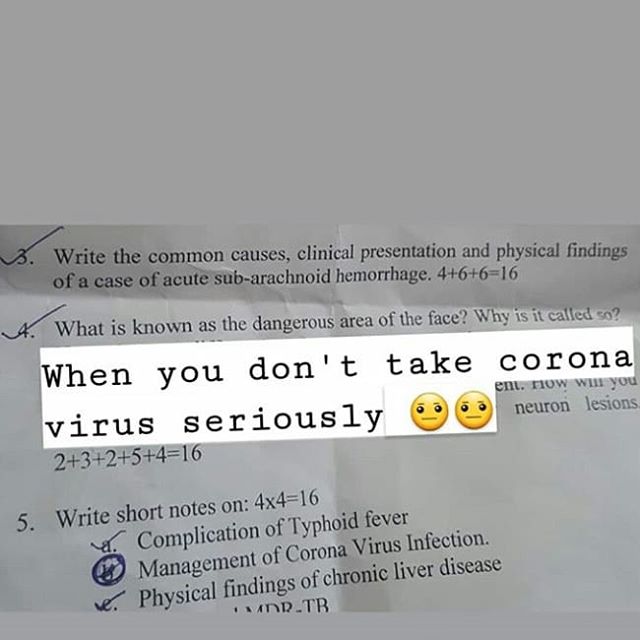 3. Write the common causes, clinical presentation and physical findings
of a case of acute sub-arachnoid hemorrhage. 4+6+6=16
4. What is known as the dangerous area of the face? Why is it called so?
When you don't take corona
ent. How will you
virus seriously 😐😐
neuron lesions.
2+3+2+5+4=16
5. Write short notes on: 4x4=16
a. Complication of Typhoid fever
b. Management of Corona Virus Infection.
c. Physical findings of chronic liver disease
MDR-TB